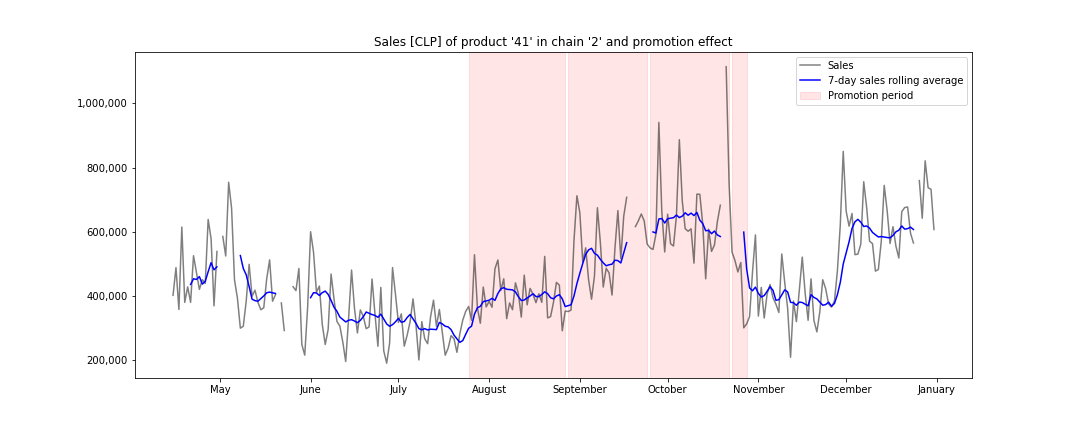 Sales [CLP] of product '41' in chain '2' and promotion effect
Sales
7-day sales rolling average
Promotion period
1,000,000
800,000
600,000
400,000
200,000
May June July August September October November December January